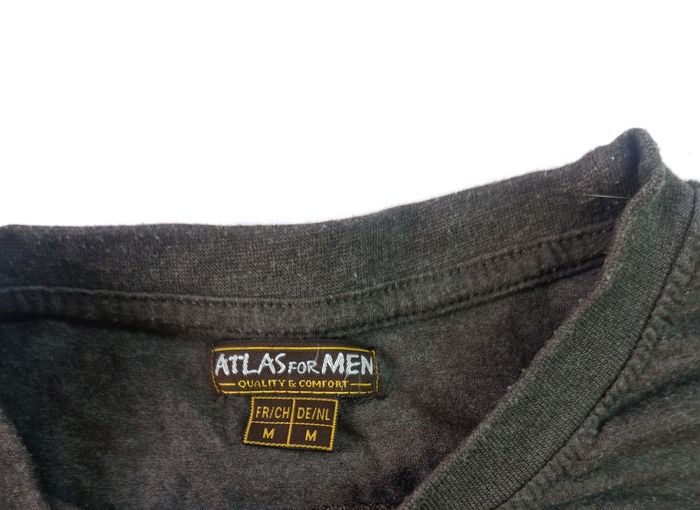 ATLAS FOR MEN
QUALITY & COMFORT
FR/CH DE/NL
M M